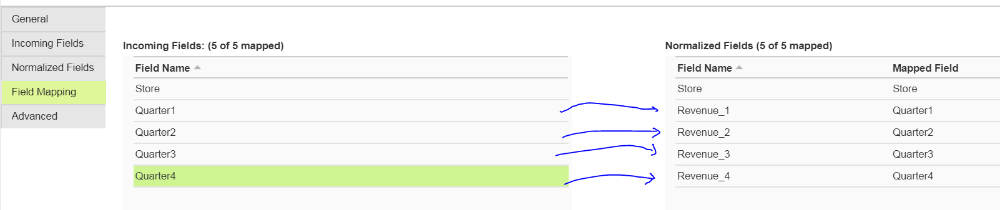 General
Incoming Fields
Normalized Fields
Field Mapping
Advanced
Incoming Fields: (5 of 5 mapped)
Field Name
Store
Quarter1
Quarter2
Quarter3
Quarter4
Normalized Fields (5 of 5 mapped)
Field Name Mapped Field
Store Store
Revenue_1 Quarter1
Revenue_2 Quarter2
Revenue_3 Quarter3
Revenue_4 Quarter4